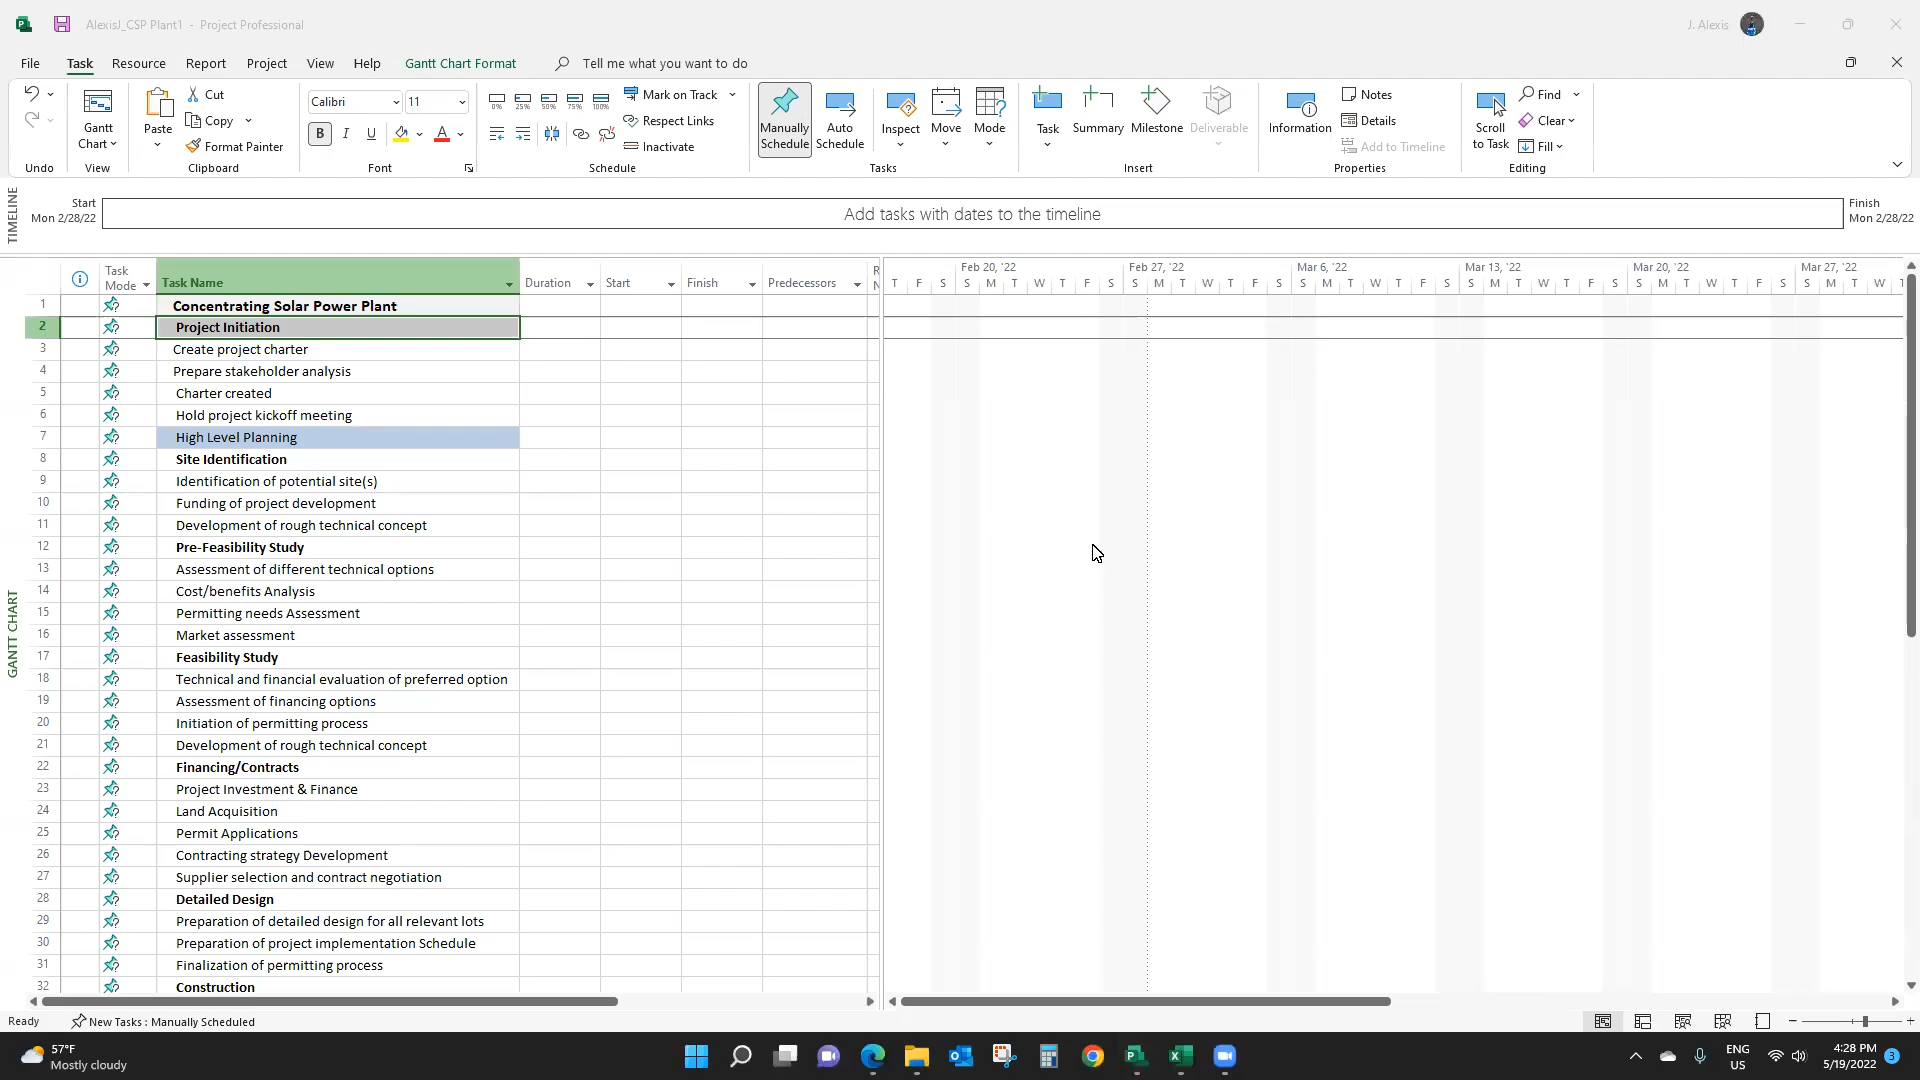 AlexisJ_CSP Plant1 - Project Professional
J. Alexis
File Task Resource Report Project View Help Gantt Chart Format Tell me what you want to do
Undo
Gantt Chart
View
Paste
Cut
Copy
Format Painter
Clipboard
Calibri 11
B I U A
Font
0% 25% 50% 75% 100%
Mark on Track
Respect Links
Inactivate
Schedule
Manually Schedule
Auto Schedule
Inspect
Move
Mode
Tasks
Task
Summary
Milestone
Deliverable
Insert
Information
Notes
Details
Add to Timeline
Properties
Scroll to Task
Find
Clear
Fill
Editing
TIMELINE
Start
Mon 2/28/22
Add tasks with dates to the timeline
Finish
Mon 2/28/22
GANTT CHART
Task Mode Task Name Duration Start Finish Predecessors
Feb 20, '22 Feb 27, '22 Mar 6, '22 Mar 13, '22 Mar 20, '22 Mar 27, '22
T F S S M T W T F S S M T W T F S S M T W T F S S M T W T F S S M T W T F S S M T W
1 Concentrating Solar Power Plant
2 Project Initiation
3 Create project charter
4 Prepare stakeholder analysis
5 Charter created
6 Hold project kickoff meeting
7 High Level Planning
8 Site Identification
9 Identification of potential site(s)
10 Funding of project development
11 Development of rough technical concept
12 Pre-Feasibility Study
13 Assessment of different technical options
14 Cost/benefits Analysis
15 Permitting needs Assessment
16 Market assessment
17 Feasibility Study
18 Technical and financial evaluation of preferred option
19 Assessment of financing options
20 Initiation of permitting process
21 Development of rough technical concept
22 Financing/Contracts
23 Project Investment & Finance
24 Land Acquisition
25 Permit Applications
26 Contracting strategy Development
27 Supplier selection and contract negotiation
28 Detailed Design
29 Preparation of detailed design for all relevant lots
30 Preparation of project implementation Schedule
31 Finalization of permitting process
32 Construction
Ready New Tasks : Manually Scheduled
57°F
Mostly cloudy
ENG
US
4:28 PM
5/19/2022
3